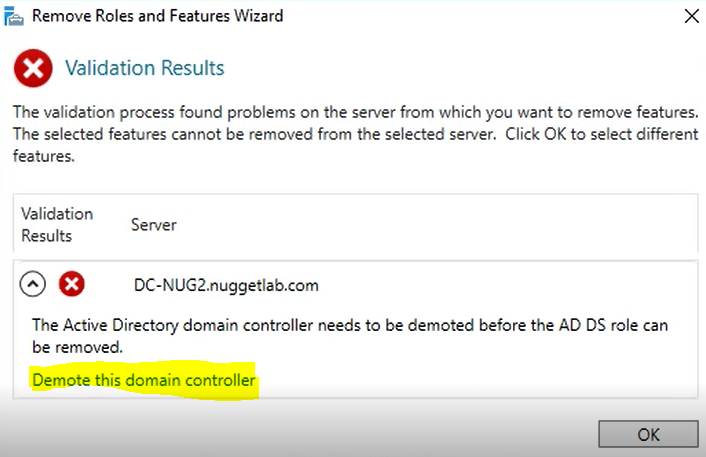 Remove Roles and Features Wizard
Validation Results
The validation process found problems on the server from which you want to remove features.
The selected features cannot be removed from the selected server.  Click OK to select different
features.
Validation
Results
Server
DC-NUG2.nuggetlab.com
The Active Directory domain controller needs to be demoted before the AD DS role can
be removed.
Demote this domain controller
OK